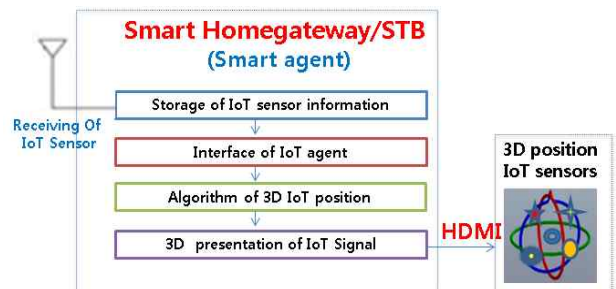 Smart Homegateway/STB
(Smart agent)
Storage of IoT sensor information
Receiving Of
IoT Sensor
Interface of IoT agent
Algorithm of 3D IoT position
3D presentation of IoT Signal
HDMI
3D position
IoT sensors